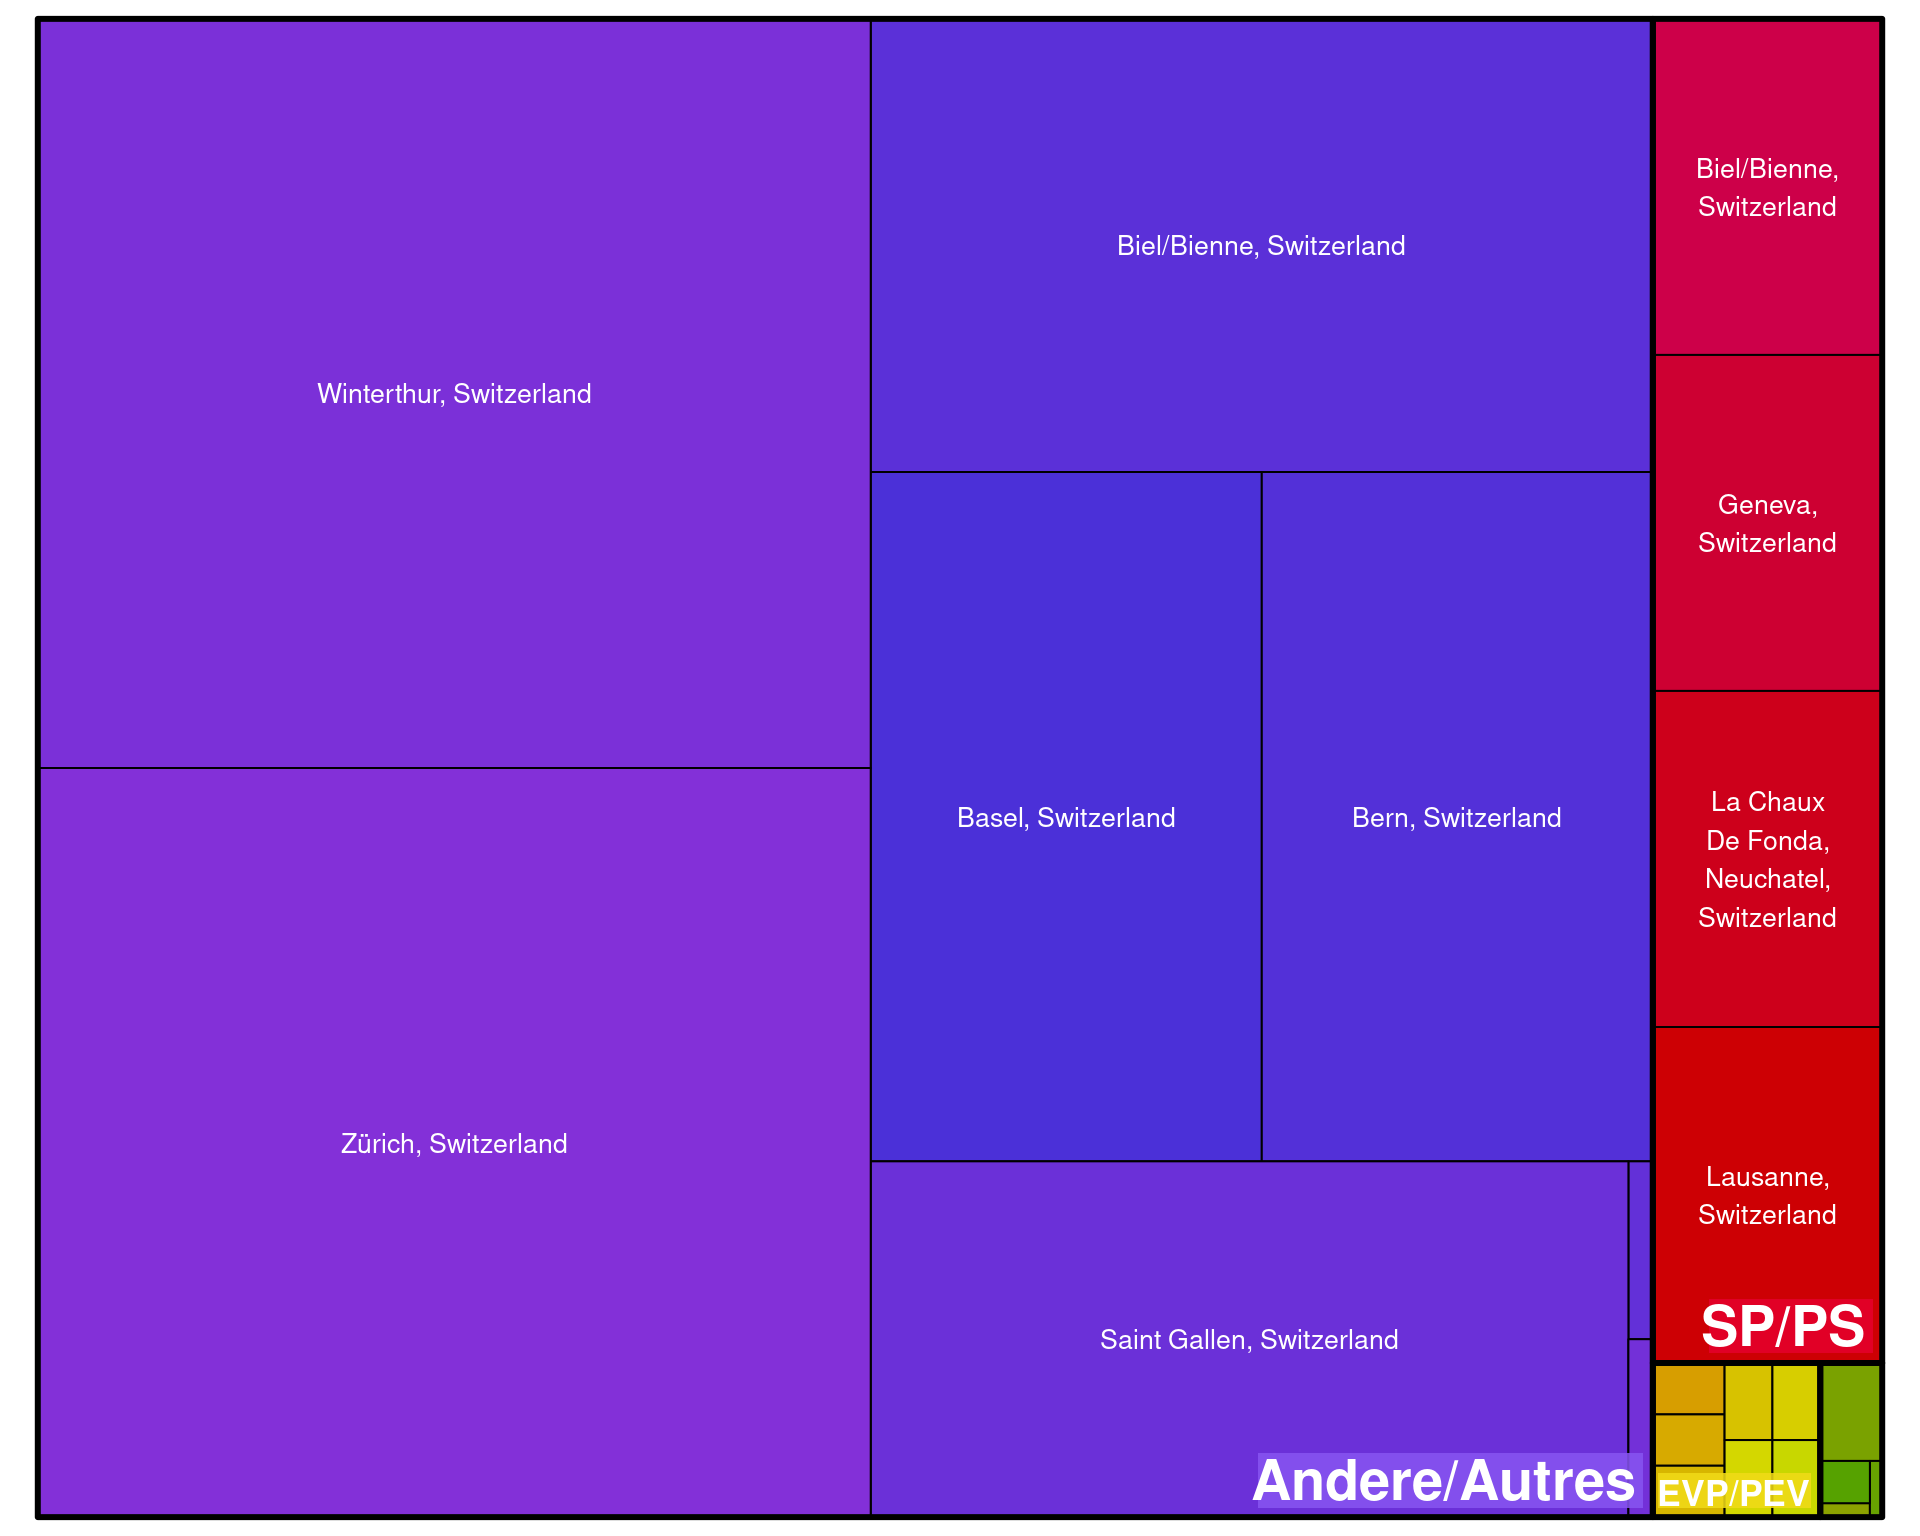 Winterthur, Switzerland
Zürich, Switzerland
Biel/Bienne, Switzerland
Basel, Switzerland
Bern, Switzerland
Saint Gallen, Switzerland
Andere/Autres
Biel/Bienne,
Switzerland
Geneva,
Switzerland
La Chaux
De Fonda,
Neuchatel,
Switzerland
Lausanne,
Switzerland
SP/PS
EVP/PEV